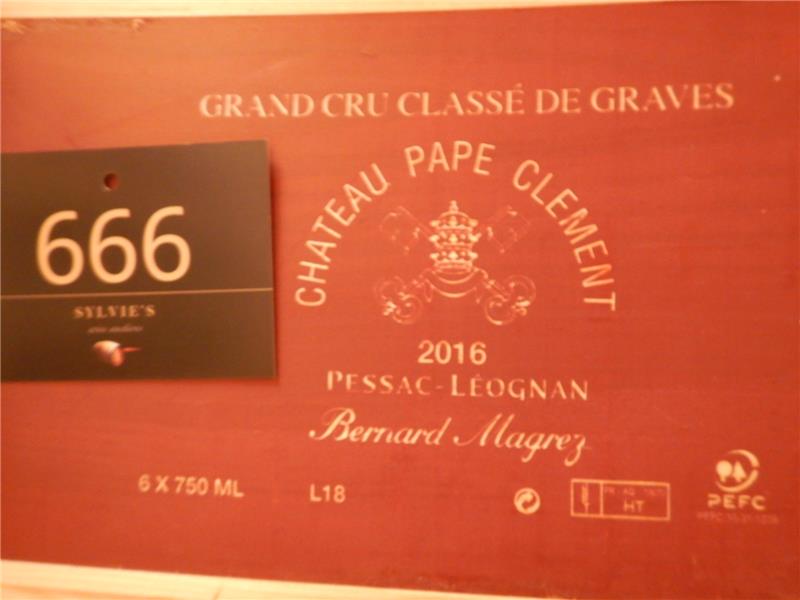 GRAND CRU CLASSÉ DE GRAVES
CHATEAU PAPE CLEMENT
666
SYLVIE'S
2016
PESSAC-LÉOGNAN
Bernard Magrez
6 X 750 ML
L18
HT
PEFC